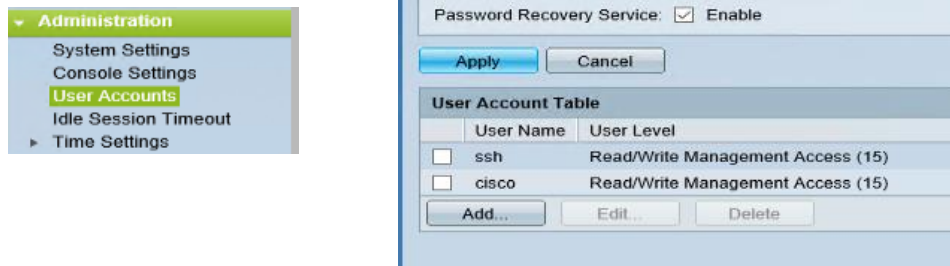 Administration
System Settings
Console Settings
User Accounts
Idle Session Timeout
Time Settings
Password Recovery Service: Enable
Apply Cancel
User Account Table
User Name User Level
ssh Read/Write Management Access (15)
cisco Read/Write Management Access (15)
Add... Edit... Delete